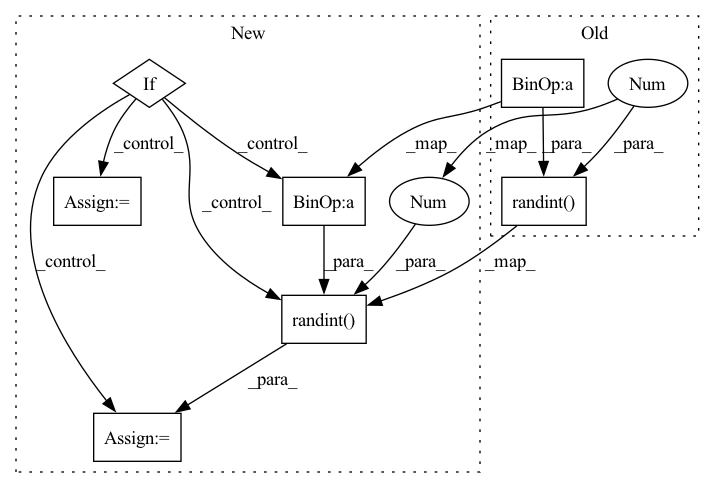 New
Old
If
BinOp:a
Num
_control_
_control_
_map_
_map_
_para_
_para_
Assign:=
BinOp:a
Num
randint()
_control_
_control_
_para_
_para_
_map_
randint()
_para_
Assign:=